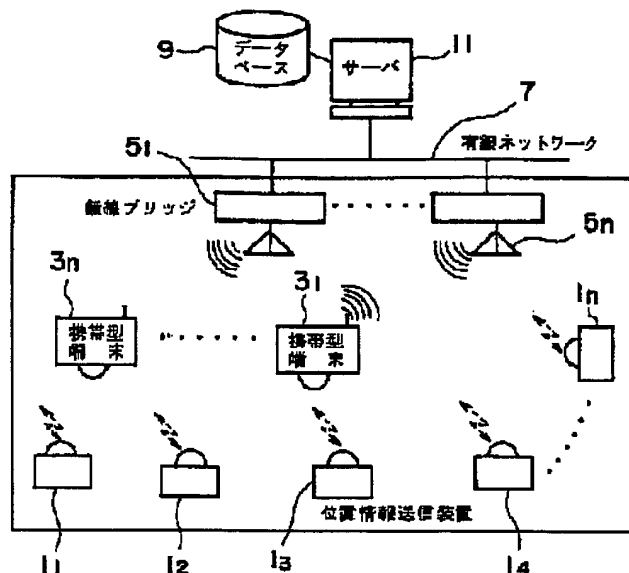 9
データ
ベース
サーバ
11
7
有線ネットワーク
51
無線ブリッジ
5n
3n
携帯型
端末
31
携帯型
端末
1n
位置情報送信装置
11
12
13
14